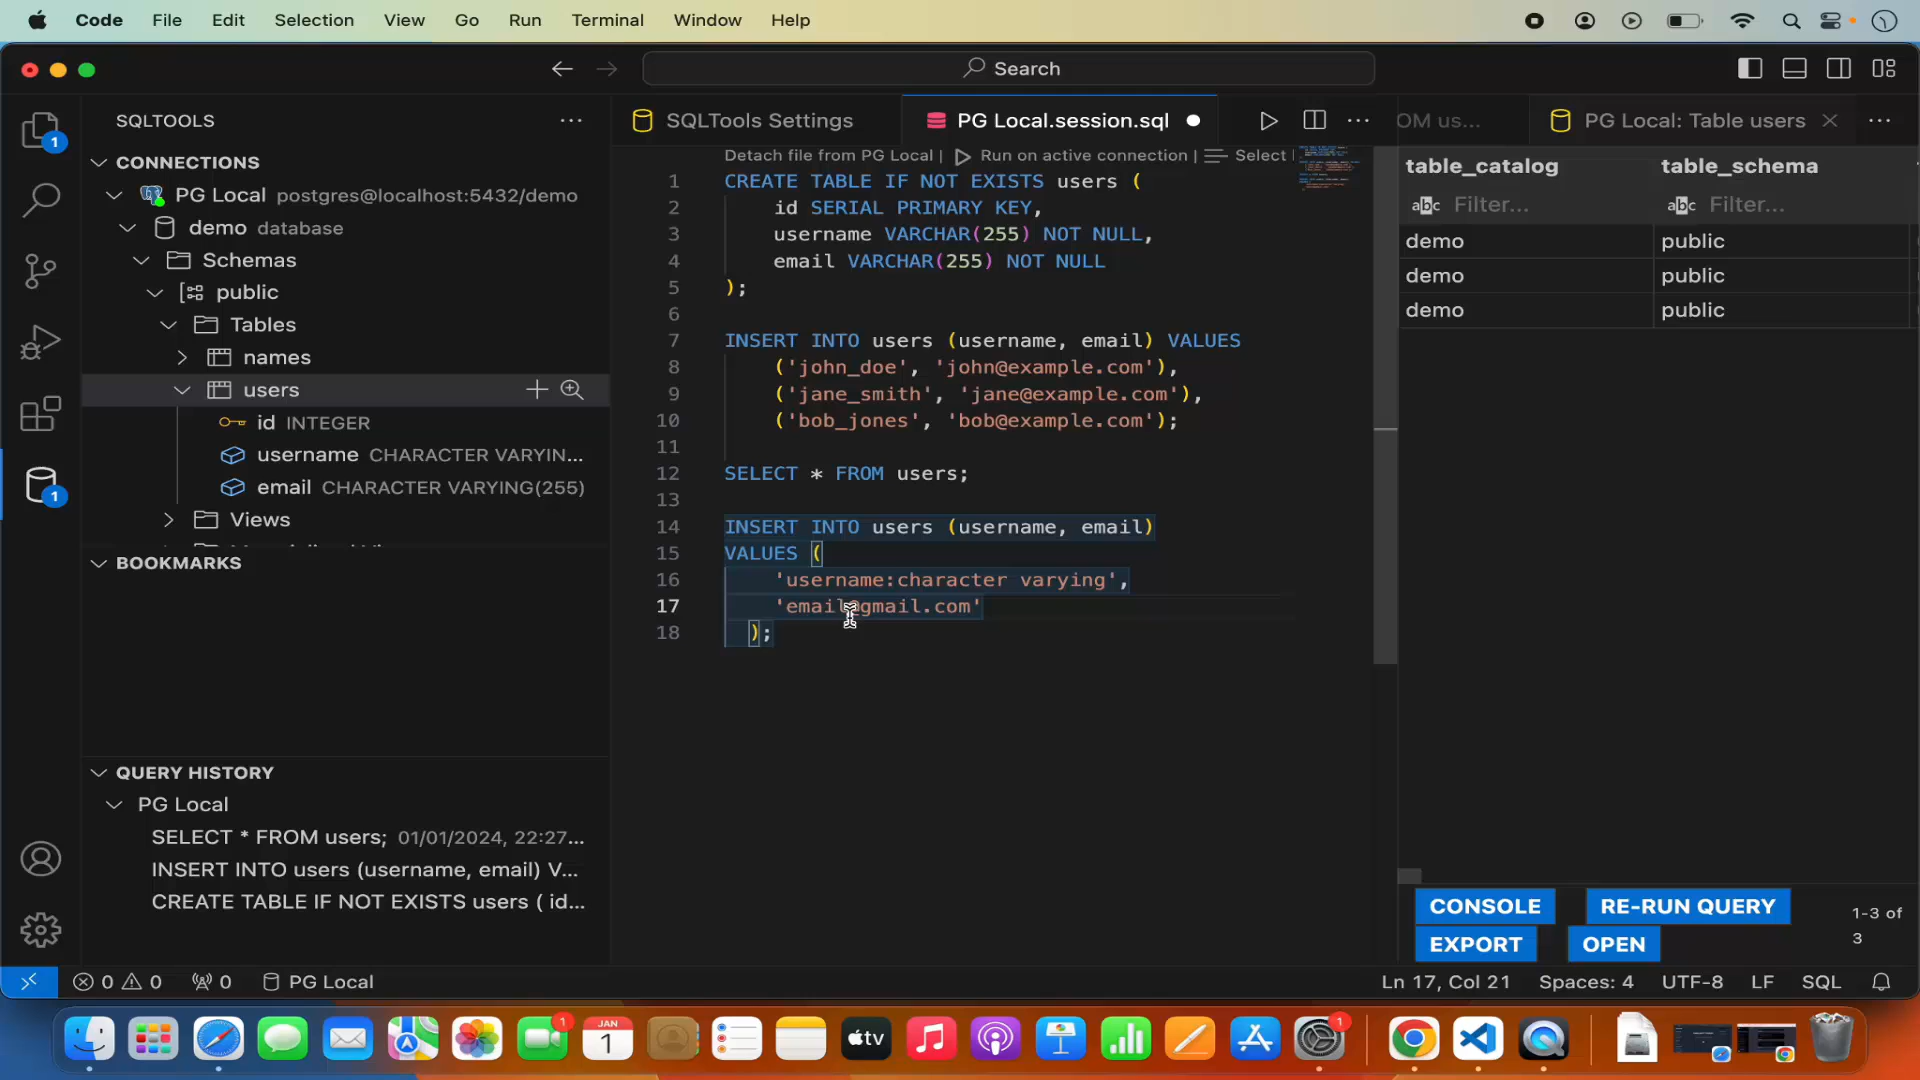 Code File Edit Selection View Go Run Terminal Window Help
Search
SQLTOOLS
SQLTools Settings
PG Local.session.sql
OM us...
PG Local: Table users
CONNECTIONS
PG Local postgres@localhost:5432/demo
demo database
Schemas
public
Tables
names
users
id INTEGER
username CHARACTER VARYIN...
email CHARACTER VARYING(255)
Views
BOOKMARKS
QUERY HISTORY
PG Local
SELECT * FROM users; 01/01/2024, 22:27...
INSERT INTO users (username, email) V...
CREATE TABLE IF NOT EXISTS users ( id...
Detach file from PG Local | Run on active connection | Select |
1 CREATE TABLE IF NOT EXISTS users (
2 id SERIAL PRIMARY KEY,
3 username VARCHAR(255) NOT NULL,
4 email VARCHAR(255) NOT NULL
5 );
6
7 INSERT INTO users (username, email) VALUES
8 ('john_doe', 'john@example.com'),
9 ('jane_smith', 'jane@example.com'),
10 ('bob_jones', 'bob@example.com');
11
12 SELECT * FROM users;
13
14 INSERT INTO users (username, email)
15 VALUES (
16 'username:character varying',
17 'email@gmail.com'
18 );
table_catalog table_schema
abc Filter... abc Filter...
demo public
demo public
demo public
CONSOLE RE-RUN QUERY
EXPORT OPEN
1-3 of
3
0 0 0 PG Local
Ln 17, Col 21 Spaces: 4 UTF-8 LF SQL
1
1
1
JAN
1
tv
1